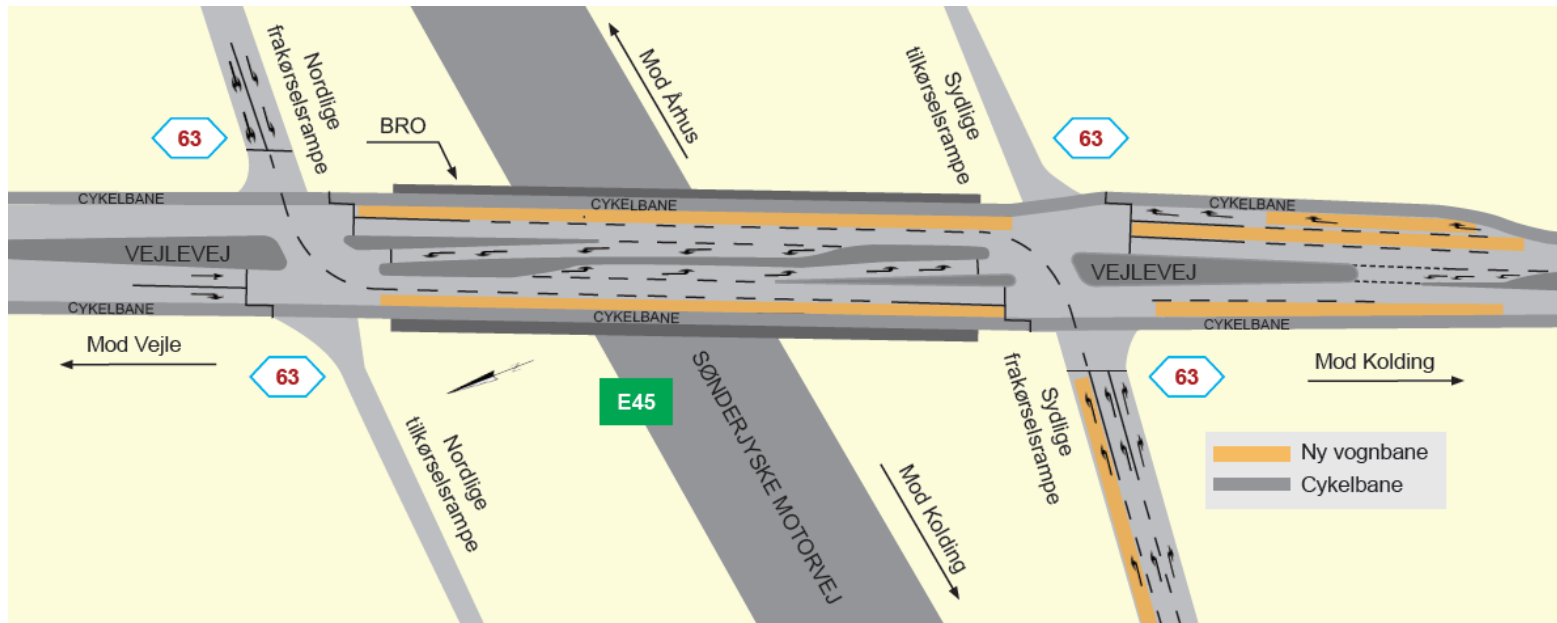 Nordlige
frakørselsrampe
Mod Århus
Sydlige
tilkørselsrampe
63
BRO
63
CYKELBANE
CYKELBANE
CYKELBANE
VEJLEVEJ
VEJLEVEJ
CYKELBANE
CYKELBANE
CYKELBANE
Mod Vejle
63
63
Mod Kolding
E45
Nordlige
tilkørselsrampe
SØNDERJYSKE MOTORVEJ
Mod Kolding
Sydlige
frakørselsrampe
Ny vognbane
Cykelbane